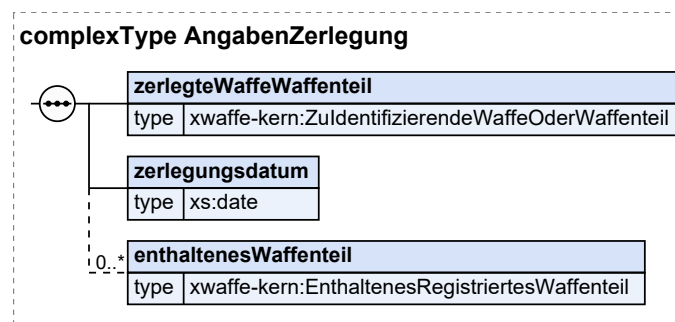 complexType AngabenZerlegung
zerlegteWaffeWaffenteil
type xwaffe-kern:ZuIdentifizierendeWaffeOderWaffenteil
zerlegungsdatum
type xs:date
0..*
enthaltenesWaffenteil
type xwaffe-kern:EnthaltenesRegistriertesWaffenteil